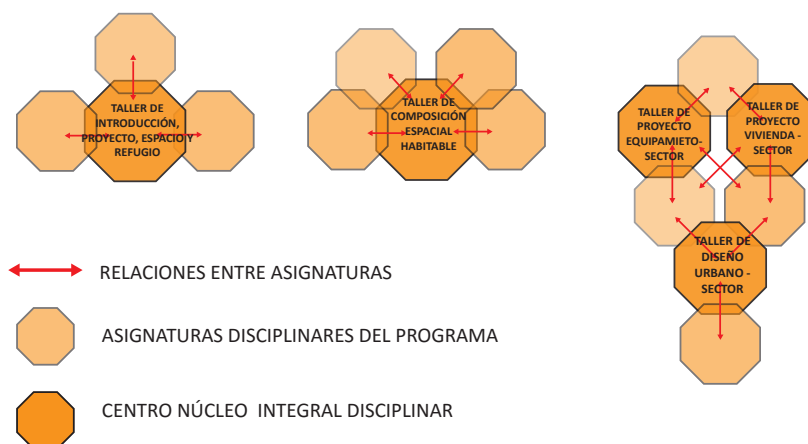 TALLER DE
INTRODUCCIÓN,
PROYECTO, ESPACIO Y
REFUGIO
TALLER DE
COMPOSICIÓN
ESPACIAL
HABITABLE
TALLER DE
PROYECTO
EQUIPAMIETO-
SECTOR
TALLER DE
PROYECTO
VIVIENDA -
SECTOR
TALLER DE
DISEÑO
URBANO -
SECTOR
RELACIONES ENTRE ASIGNATURAS
ASIGNATURAS DISCIPLINARES DEL PROGRAMA
CENTRO NÚCLEO INTEGRAL DISCIPLINAR